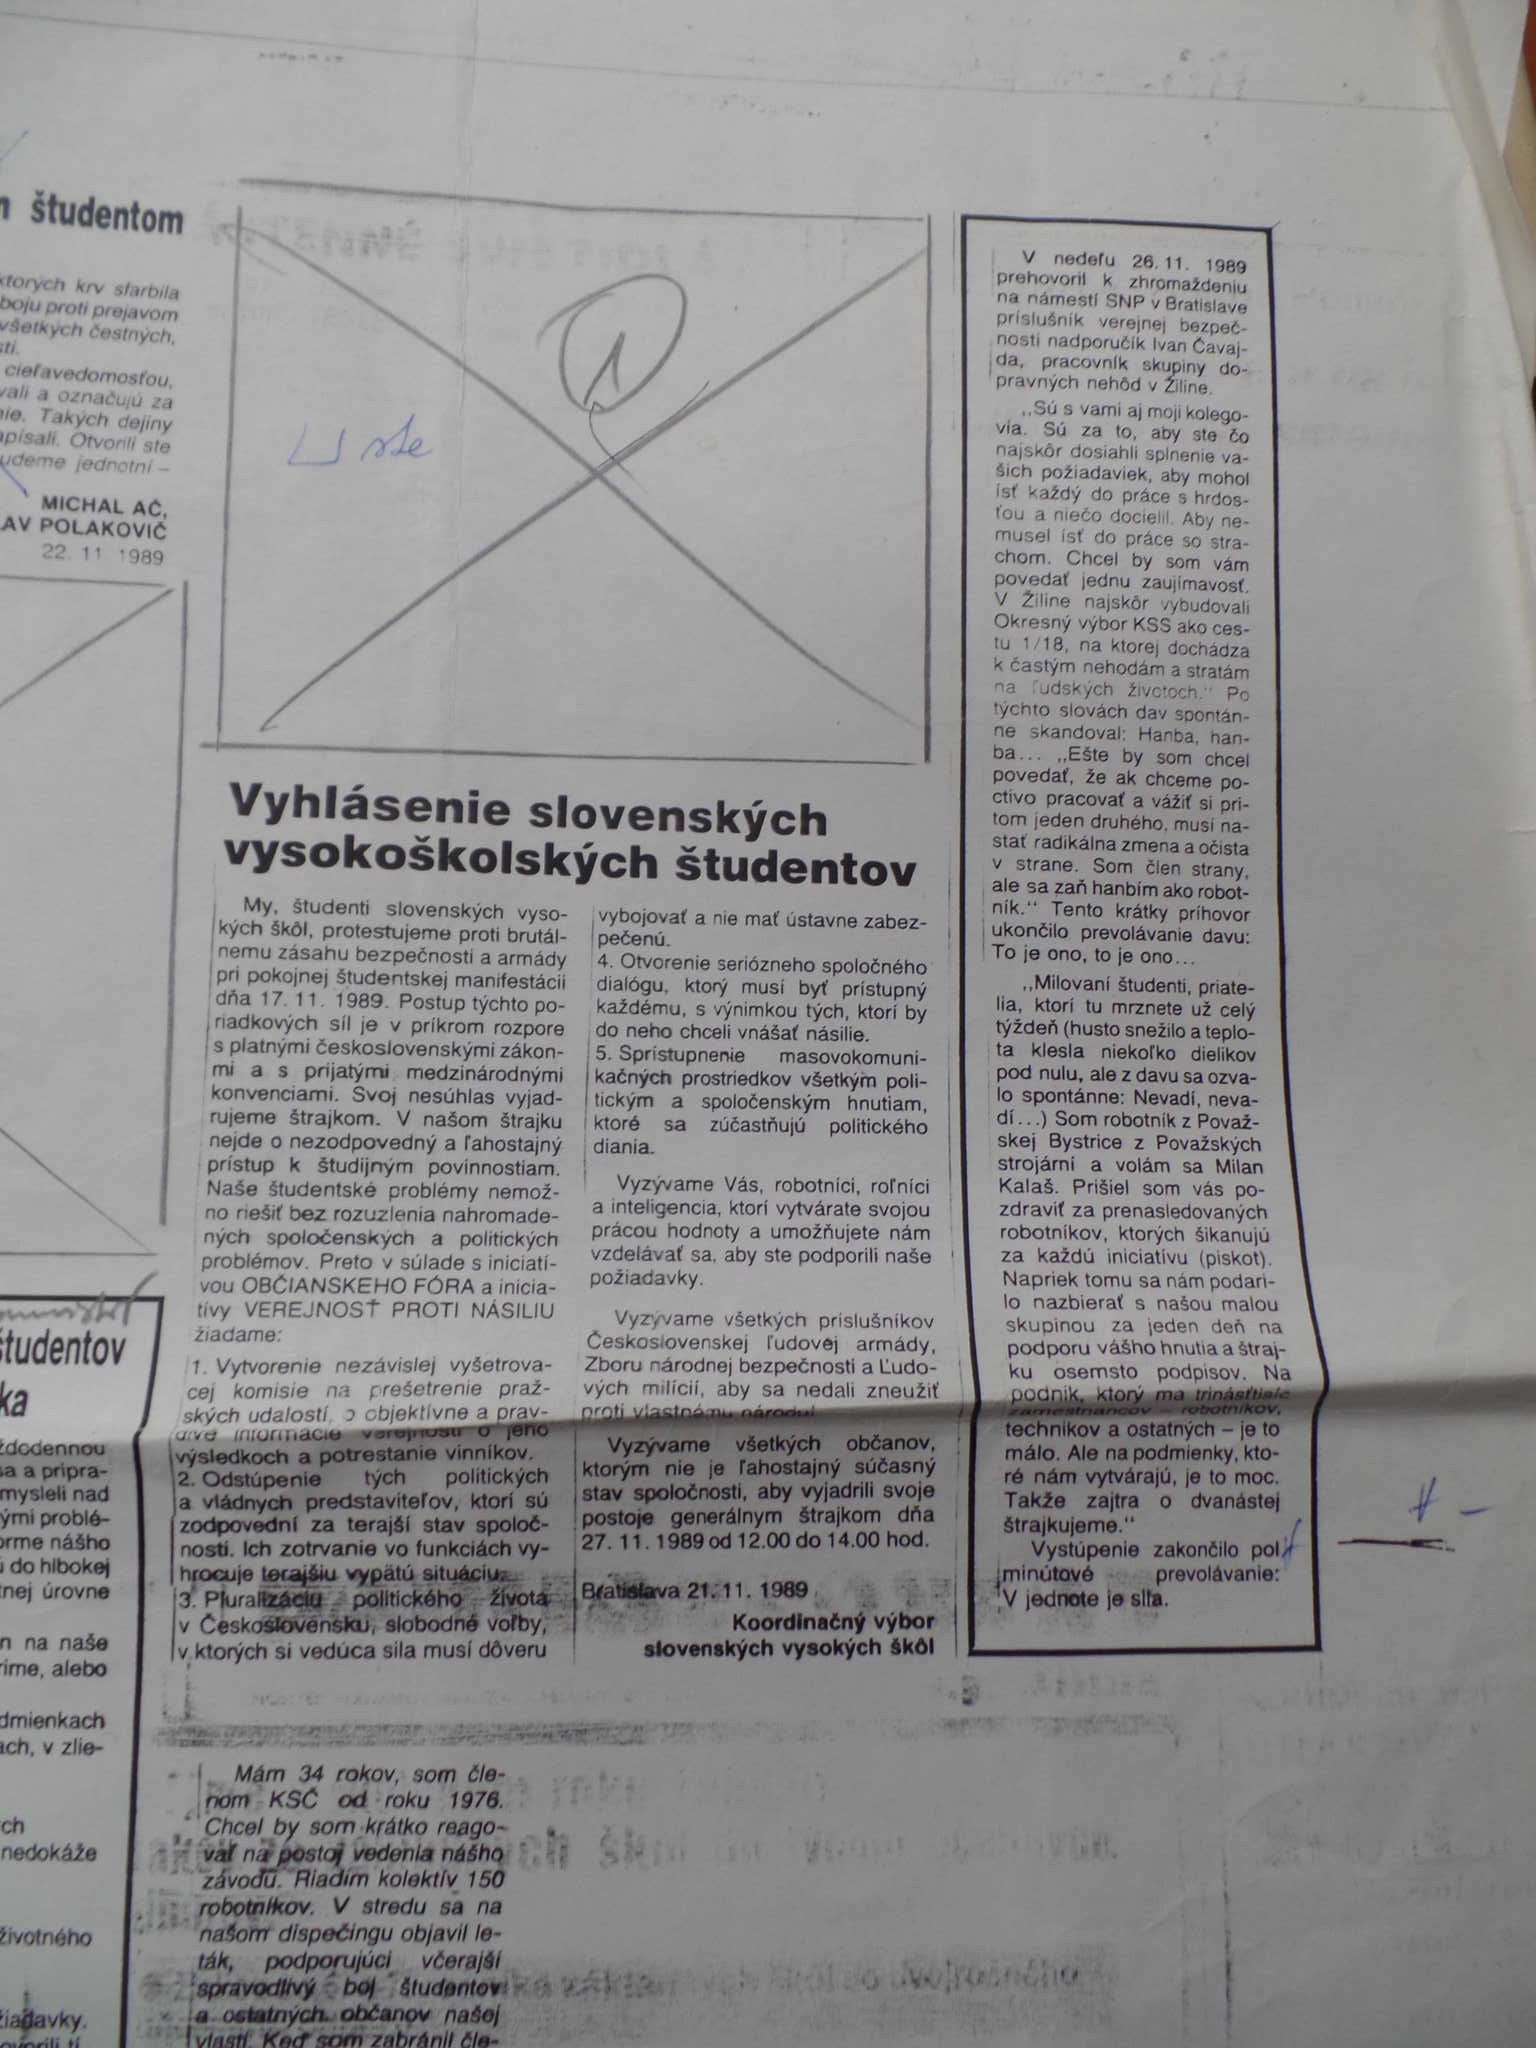 študentom
ktorých krv sfarbila
boju proti prejavom
všetkých čestných,
sti.
cieľavedomosťou,
vali a označujú za
nie. Takých dejiny
apísali. Otvorili ste
udeme jednotní –
MICHAL AČ,
LAV POLAKOVIČ
22. 11 1989
študentov
ka
ždodennou
sa a pripra-
mysleli nad
ými problé-
orme nášho
ú do hlbokej
tnej úrovne
n na naše
ríme, alebo
dmienkach
ach, v zlie-
ch
nedokáže
životného
žiadavky.
Vyhlásenie slovenských
vysokoškolských študentov
My, študenti slovenských vyso-
kých škôl, protestujeme proti brutál-
nemu zásahu bezpečnosti a armády
pri pokojnej študentskej manifestácii
dňa 17. 11. 1989. Postup týchto po-
riadkových síl je v príkrom rozpore
s platnými československými zákon-
mi a s prijatými medzinárodnými
konvenciami. Svoj nesúhlas vyjad-
rujeme štrajkom. V našom štrajku
nejde o nezodpovedný a ľahostajný
prístup k študijným povinnostiam.
Naše študentské problémy nemož-
no riešiť bez rozuzlenia nahromade-
ných spoločenských a politických
problémov. Preto v súlade s iniciatí-
vou OBČIANSKEHO FÓRA a inicia-
tívy VEREJNOSŤ PROTI NÁSILIU
žiadame:
1. Vytvorenie nezávislej vyšetrova-
cej komisie na prešetrenie praž-
ských udalostí, o objektívne a prav-
divé informácie verejnosti o jeho
výsledkoch a potrestanie vinníkov.
2. Odstúpenie tých politických
a vládnych predstaviteľov, ktorí sú
zodpovední za terajší stav spoloč-
nosti. Ich zotrvanie vo funkciách vy-
hrocuje terajšiu vypätú situáciu.
3. Pluralizáciu politického života
v Československu, slobodné voľby,
v ktorých si vedúca sila musí dôveru
vybojovať a nie mať ústavne zabez-
pečenú.
4. Otvorenie seriózneho spoločného
dialógu, ktorý musí byť prístupný
každému, s výnimkou tých, ktorí by
do neho chceli vnášať násilie.
5. Sprístupnenie masovokomuni-
kačných prostriedkov všetkým poli-
tickým a spoločenským hnutiam,
ktoré sa zúčastňujú politického
diania.
Vyzývame Vás, robotníci, roľníci
a inteligencia, ktorí vytvárate svojou
prácou hodnoty a umožňujete nám
vzdelávať sa, aby ste podporili naše
požiadavky.
Vyzývame všetkých príslušníkov
Československej ľudovej armády,
Zboru národnej bezpečnosti a Ľudo-
vých milícií, aby sa nedali zneužiť
proti vlastnému národu!
Vyzývame všetkých občanov,
ktorým nie je ľahostajný súčasný
stav spoločnosti, aby vyjadrili svoje
postoje generálnym štrajkom dňa
27. 11. 1989 od 12.00 do 14.00 hod.
Bratislava 21. 11. 1989
Koordinačný výbor
slovenských vysokých škôl
Mám 34 rokov, som čle-
nom KSČ od roku 1976.
Chcel by som krátko reago-
vať na postoj vedenia nášho
závodu. Riadim kolektív 150
robotníkov. V stredu sa na
našom dispečingu objavil le-
ták, podporujúci včerajší
spravodlivý boj študentov
a ostatných občanov našej
vlasti. Keď som zabránil čle-
V nedeľu 26. 11. 1989
prehovoril k zhromaždeniu
na námestí SNP v Bratislave
príslušník verejnej bezpeč-
nosti nadporučík Ivan Čavaj-
da, pracovník skupiny do-
pravných nehôd v Žiline.
„Sú s vami aj moji kolego-
via. Sú za to, aby ste čo
najskôr dosiahli splnenie va-
šich požiadaviek, aby mohol
ísť každý do práce s hrdos-
ťou a niečo docielil. Aby ne-
musel ísť do práce so stra-
chom. Chcel by som vám
povedať jednu zaujímavosť.
V Žiline najskôr vybudovali
Okresný výbor KSS ako ces-
tu 1/18, na ktorej dochádza
k častým nehodám a stratám
na ľudských životoch.“ Po
týchto slovách dav spontán-
ne skandoval: Hanba, han-
ba... „Ešte by som chcel
povedať, že ak chceme po-
ctivo pracovať a vážiť si pri-
tom jeden druhého, musí na-
stať radikálna zmena a očista
v strane. Som člen strany,
ale sa zaň hanbím ako robot-
ník.“ Tento krátky príhovor
ukončilo prevolávanie davu:
To je ono, to je ono...
„Milovaní študenti, priate-
lia, ktorí tu mrznete už celý
týždeň (husto snežilo a teplo-
ta klesla niekoľko dielikov
pod nulu, ale z davu sa ozva-
lo spontánne: Nevadí, neva-
dí...) Som robotník z Považ-
skej Bystrice z Považských
strojární a volám sa Milan
Kalaš. Prišiel som vás po-
zdraviť za prenasledovaných
robotníkov, ktorých šikanujú
za každú iniciatívu (piskot).
Napriek tomu sa nám podari-
lo nazbierať s našou malou
skupinou za jeden deň na
podporu vášho hnutia a štraj-
ku osemsto podpisov. Na
podnik, ktorý má trinásťtisíc
zamestnancov – robotníkov,
technikov a ostatných – je to
málo. Ale na podmienky, kto-
ré nám vytvárajú, je to moc.
Takže zajtra o dvanástej
štrajkujeme.“
Vystúpenie zakončilo pol
minútové prevolávanie:
V jednote je sila.